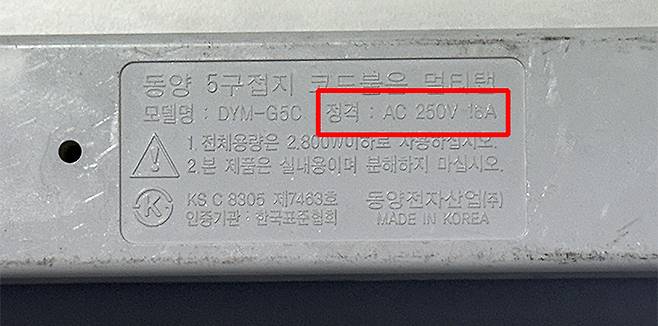 동양 5구접지 코드붙은 멀티탭
모델명 : DYM-G5C 정격 : AC 250V 16A
1.전체용량은 2,800W이하로 사용하십시오.
2.본 제품은 실내용이며 분해하지 마십시오.
KS C 8305 제7463호 동양전자산업(주)
인증기관 : 한국표준협회 MADE IN KOREA